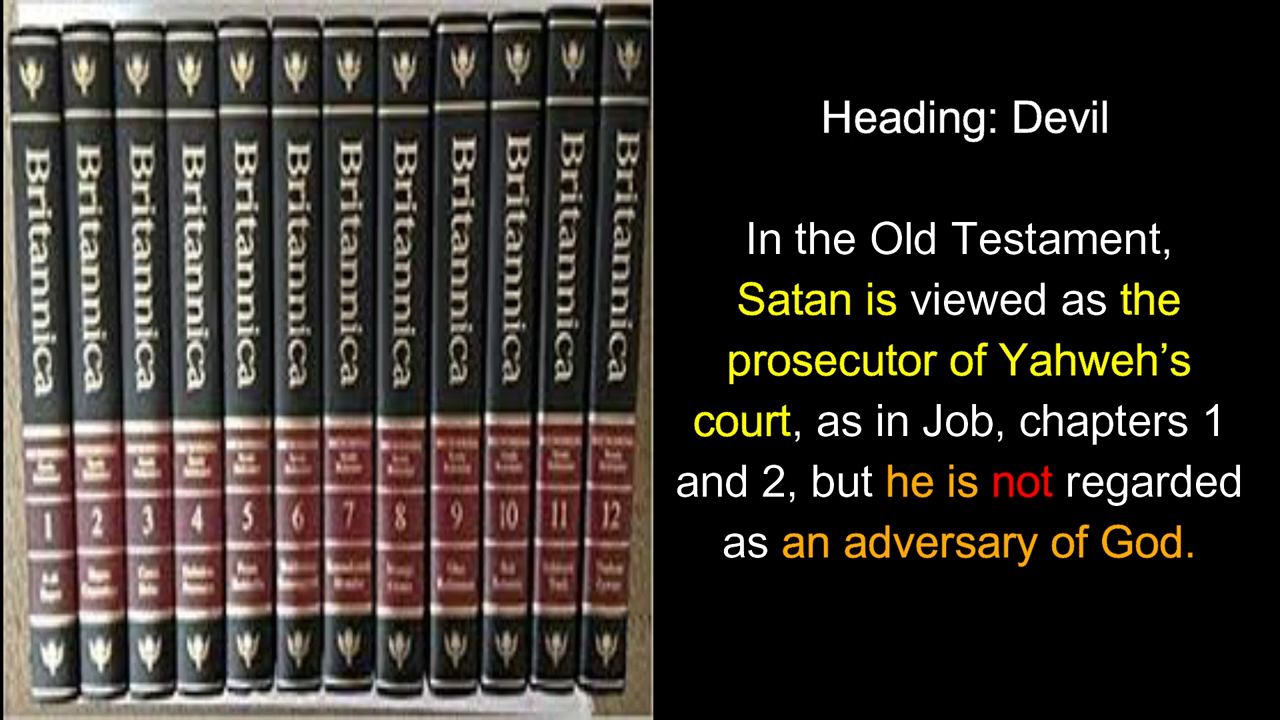 Britannica
Britannica
Britannica
Britannica
Britannica
Britannica
Britannica
Britannica
Britannica
Britannica
Britannica
Britannica
1
2
3
4
5
6
7
8
9
10
11
12
Heading: Devil
In the Old Testament,
Satan is viewed as the
prosecutor of Yahweh’s
court, as in Job, chapters 1
and 2, but he is not regarded
as an adversary of God.